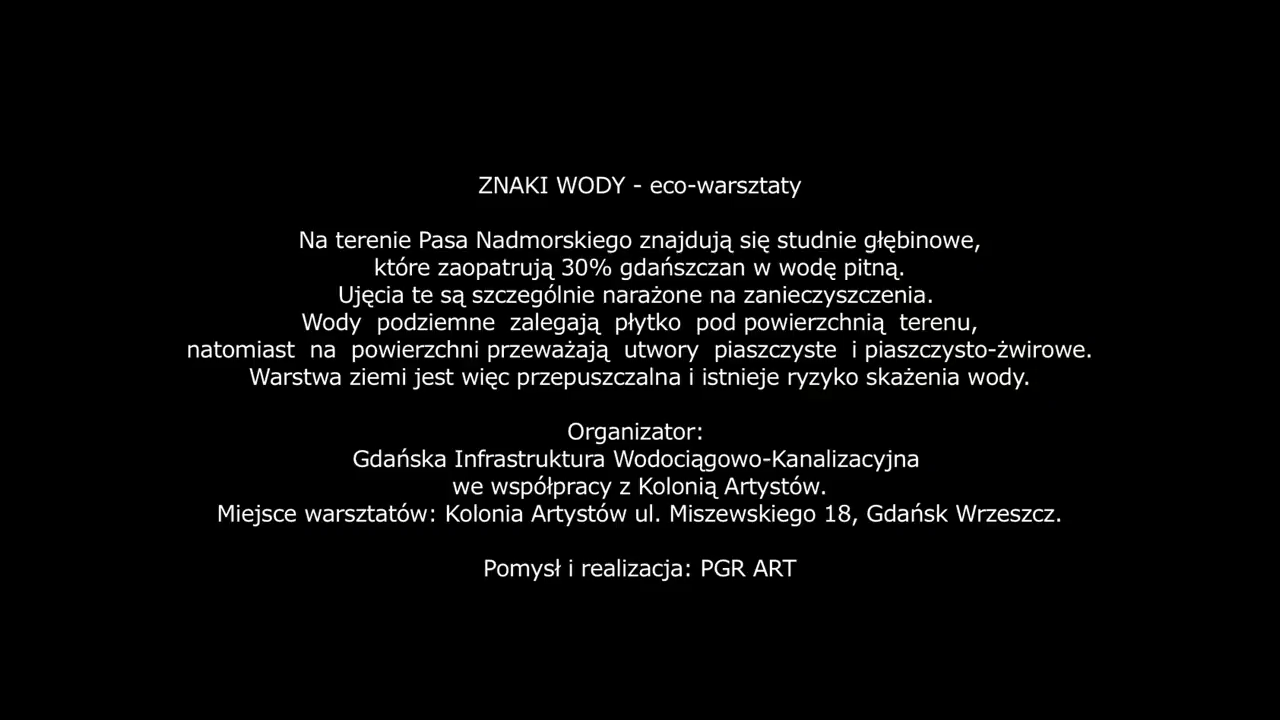 ZNAKI WODY - eco-warsztaty
Na terenie Pasa Nadmorskiego znajdują się studnie głębinowe,
które zaopatrują 30% gdańszczan w wodę pitną.
Ujęcia te są szczególnie narażone na zanieczyszczenia.
Wody podziemne zalegają płytko pod powierzchnią terenu,
natomiast na powierzchni przeważają utwory piaszczyste i piaszczysto-żwirowe.
Warstwa ziemi jest więc przepuszczalna i istnieje ryzyko skażenia wody.
Organizator:
Gdańska Infrastruktura Wodociągowo-Kanalizacyjna
we współpracy z Kolonią Artystów.
Miejsce warsztatów: Kolonia Artystów ul. Miszewskiego 18, Gdańsk Wrzeszcz.
Pomysł i realizacja: PGR ART